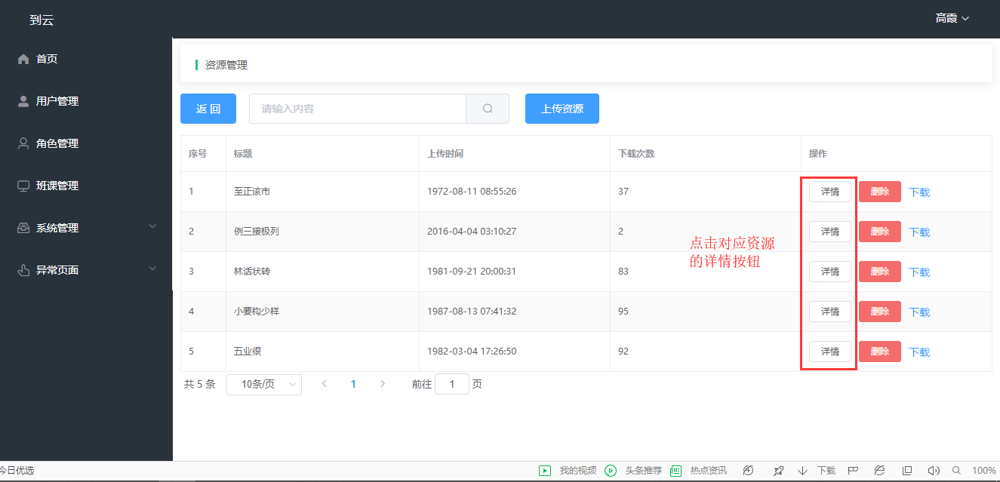 到云
高霞
首页
用户管理
角色管理
班课管理
系统管理
异常页面
资源管理
返 回
请输入内容
上传资源
序号 标题 上传时间 下载次数 操作
1 至正该市 1972-08-11 08:55:26 37 详情 删除 下载
2 例三接极列 2016-04-04 03:10:27 2 详情 删除 下载
3 林话状转 1981-09-21 20:00:31 83 详情 删除 下载
4 小要构少样 1987-08-13 07:41:32 95 详情 删除 下载
5 五业很 1982-03-04 17:26:50 92 详情 删除 下载
点击对应资源
的详情按钮
共 5 条 10条/页 1 前往 1 页
今日优选 我的视频 头条推荐 热点资讯 下载 100%